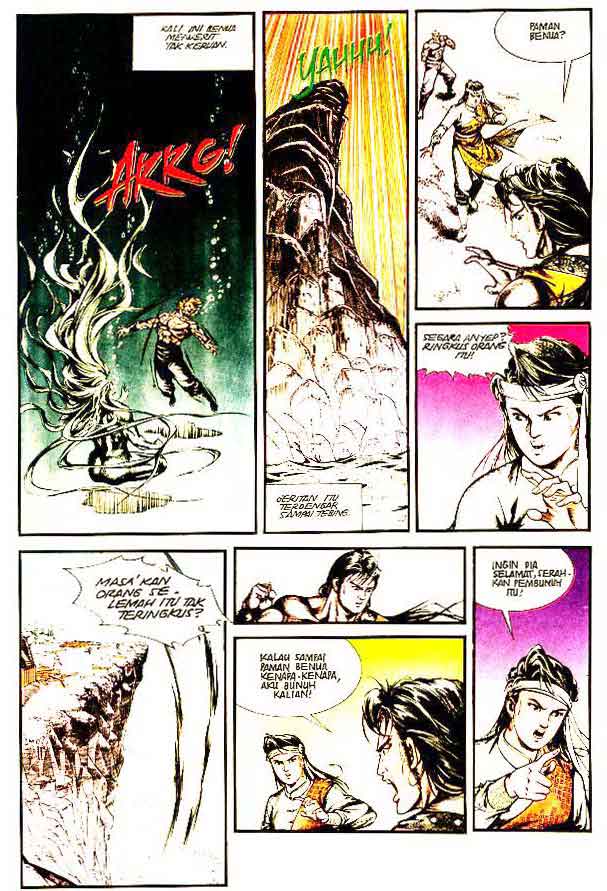 KALI INI BENUA
MENJERIT
TAK KERUAN.
ARRG!
YAHHH!
JERITAN ITU
TERDENGAR
SAMPAI TEBING.
PAMAN
BENUA?
SEGARA ANYEP?
RINGKUS ORANG
ITU!
MASA'KAN
ORANG SE-
LEMAH ITU TAK
TERINGKUS?
KALAU SAMPAI
PAMAN BENUA
KENAPA-KENAPA,
AKU BUNUH
KALIAN!
INGIN DIA
SELAMAT, SERAH-
KAN PEMBUNUH
ITU!